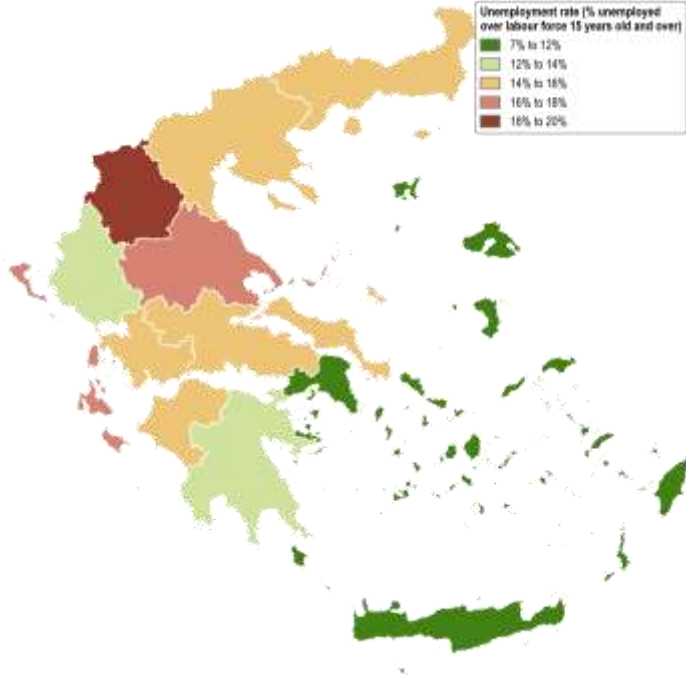 Unemployment rate (% unemployed
over labour force 15 years old and over)
7% to 12%
12% to 14%
14% to 16%
16% to 18%
18% to 20%